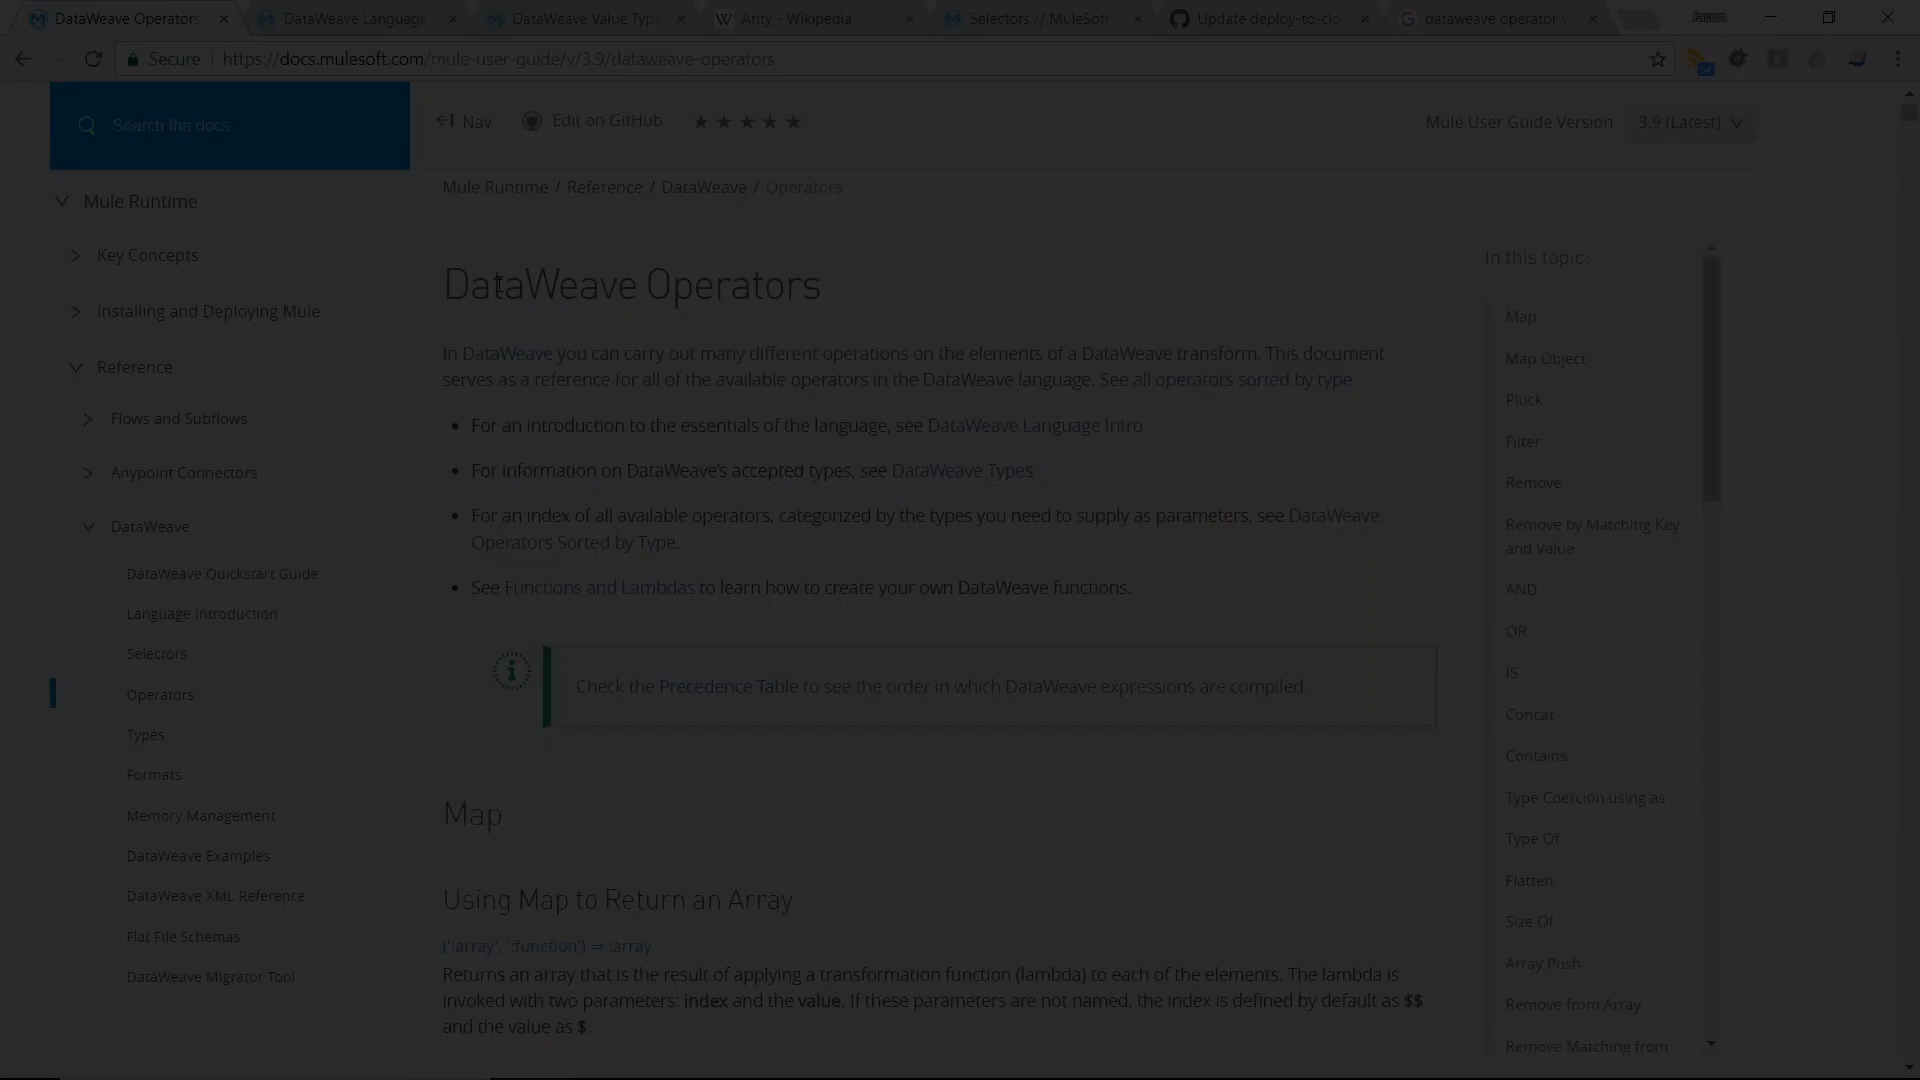 DataWeave Operators
DataWeave Language
DataWeave Value Typ
Arity - Wikipedia
Selectors // MuleSoft
Update deploy-to-clo
dataweave operator
Jason
Secure
https://docs.mulesoft.com/mule-user-guide/v/3.9/dataweave-operators
Search the docs
Nav
Edit on GitHub
Mule User Guide Version
3.9 (Latest)
Mule Runtime
Key Concepts
Installing and Deploying Mule
Reference
Flows and Subflows
Anypoint Connectors
DataWeave
DataWeave Quickstart Guide
Language Introduction
Selectors
Operators
Types
Formats
Memory Management
DataWeave Examples
DataWeave XML Reference
Flat File Schemas
DataWeave Migrator Tool
Mule Runtime / Reference / DataWeave / Operators
DataWeave Operators
In DataWeave you can carry out many different operations on the elements of a DataWeave transform. This document
serves as a reference for all of the available operators in the DataWeave language. See all operators sorted by type
• For an introduction to the essentials of the language, see DataWeave Language Intro
• For information on DataWeave's accepted types, see DataWeave Types
• For an index of all available operators, categorized by the types you need to supply as parameters, see DataWeave
Operators Sorted by Type.
• See Functions and Lambdas to learn how to create your own DataWeave functions.
Check the Precedence Table to see the order in which DataWeave expressions are compiled.
Map
Using Map to Return an Array
(':array', ':function') ⇒ :array
Returns an array that is the result of applying a transformation function (lambda) to each of the elements. The lambda is
invoked with two parameters: index and the value. If these parameters are not named, the index is defined by default as $$
and the value as $.
In this topic:
Map
Map Object
Pluck
Filter
Remove
Remove by Matching Key
and Value
AND
OR
IS
Concat
Contains
Type Coercion using as
Type Of
Flatten
Size Of
Array Push
Remove from Array
Remove Matching from